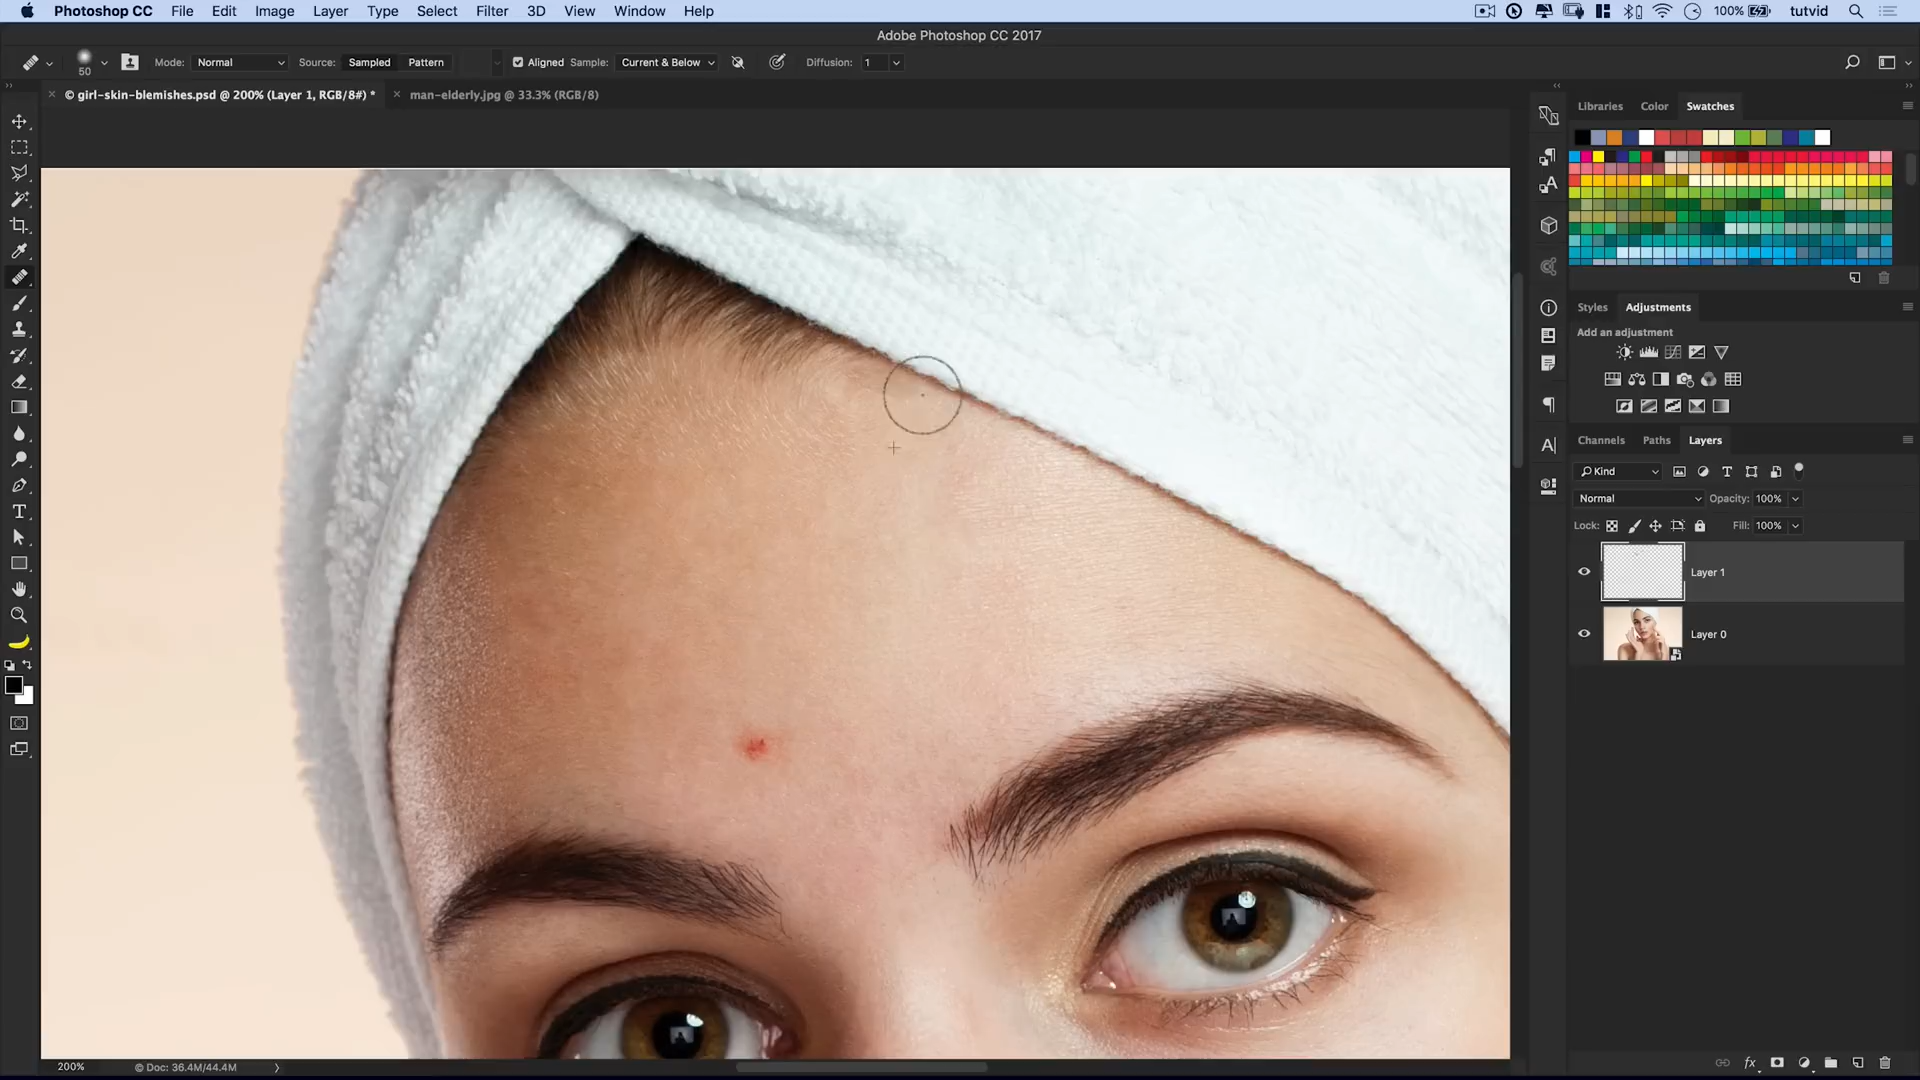 Photoshop CC File Edit Image Layer Type Select Filter 3D View Window Help 100% tutvid
Adobe Photoshop CC 2017
50 Mode: Normal Source: Sampled Pattern Aligned Sample: Current & Below Diffusion: 1
× © girl-skin-blemishes.psd @ 200% (Layer 1, RGB/8#) * × man-elderly.jpg @ 33.3% (RGB/8)
Libraries Color Swatches
Styles Adjustments
Add an adjustment
Channels Paths Layers
Kind
Normal Opacity: 100%
Lock: Fill: 100%
Layer 1
Layer 0
200% Doc: 36.4M/44.4M